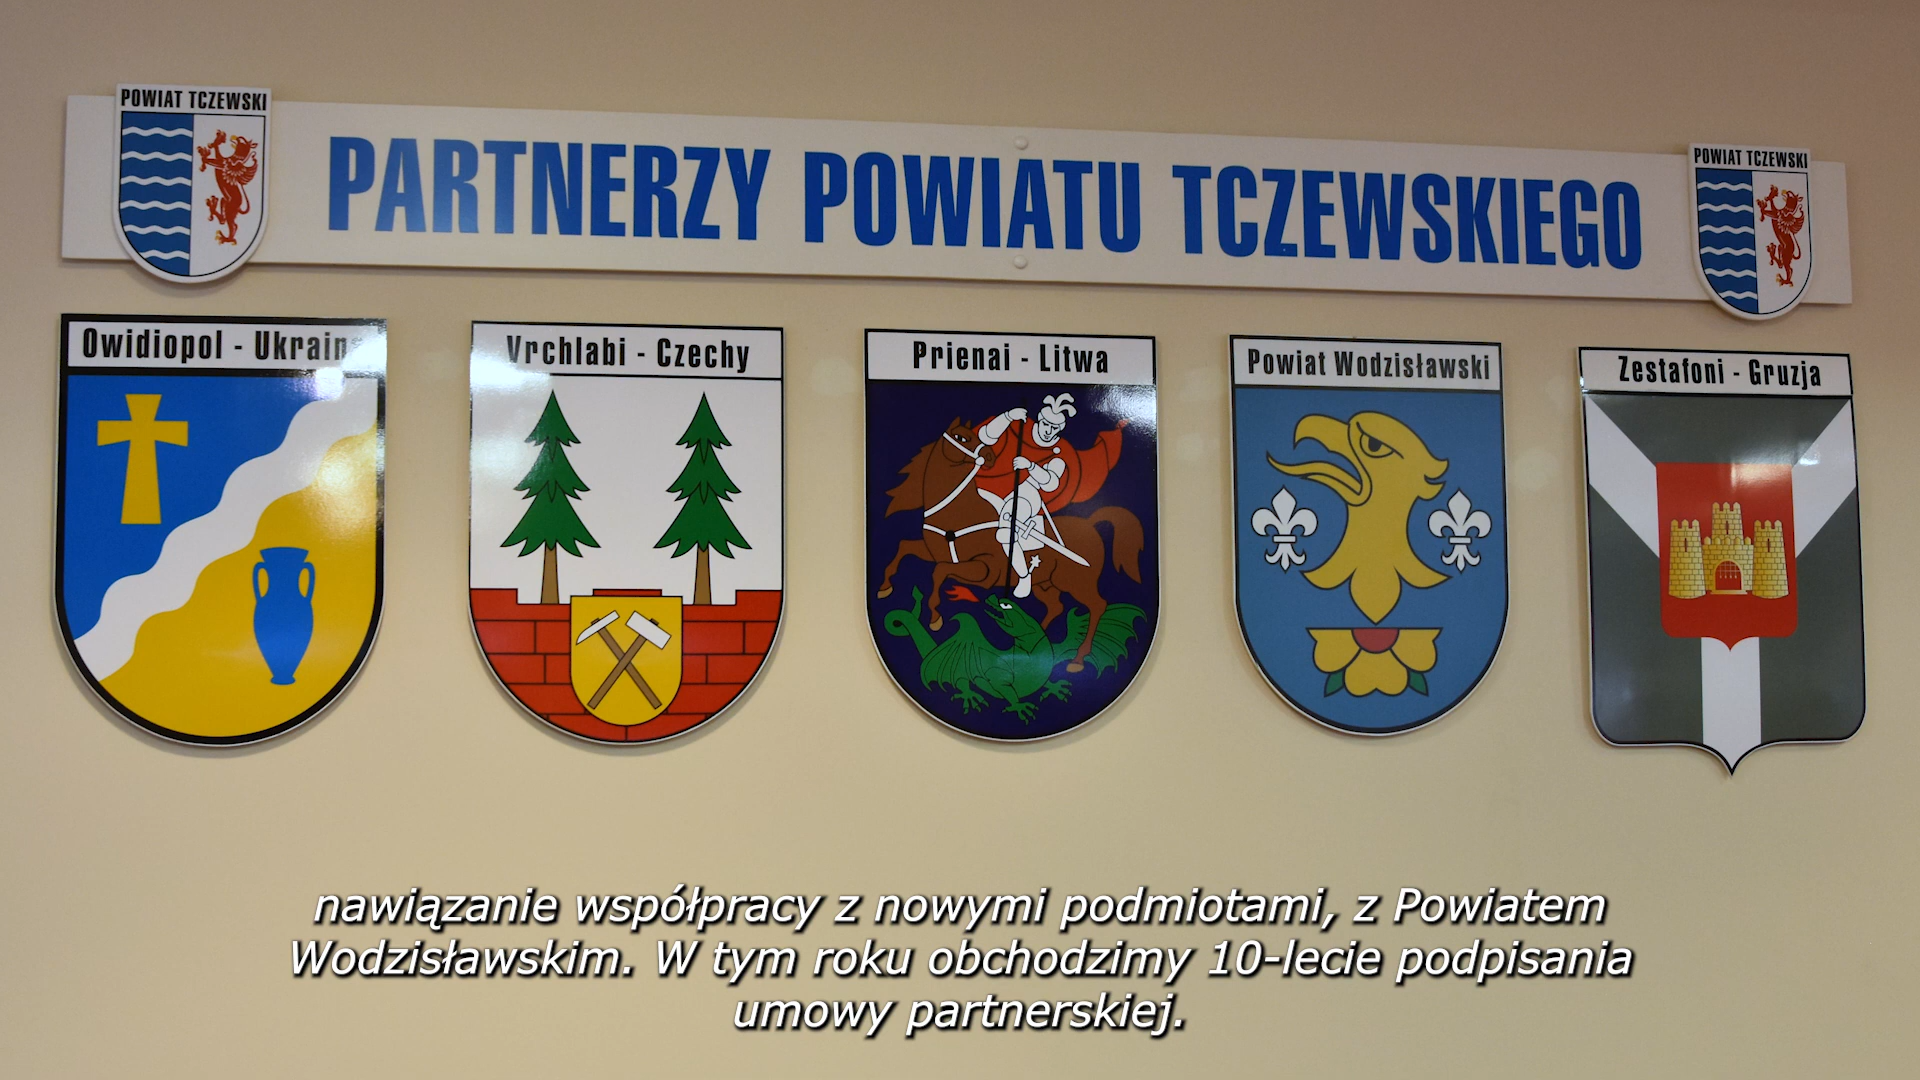 POWIAT TCZEWSKI
PARTNERZY POWIATU TCZEWSKIEGO
POWIAT TCZEWSKI
Owidiopol - Ukraina
Vrchlabi - Czechy
Prienai - Litwa
Powiat Wodzisławski
Zestafoni - Gruzja
nawiązanie współpracy z nowymi podmiotami, z Powiatem
Wodzisławskim. W tym roku obchodzimy 10-lecie podpisania
umowy partnerskiej.